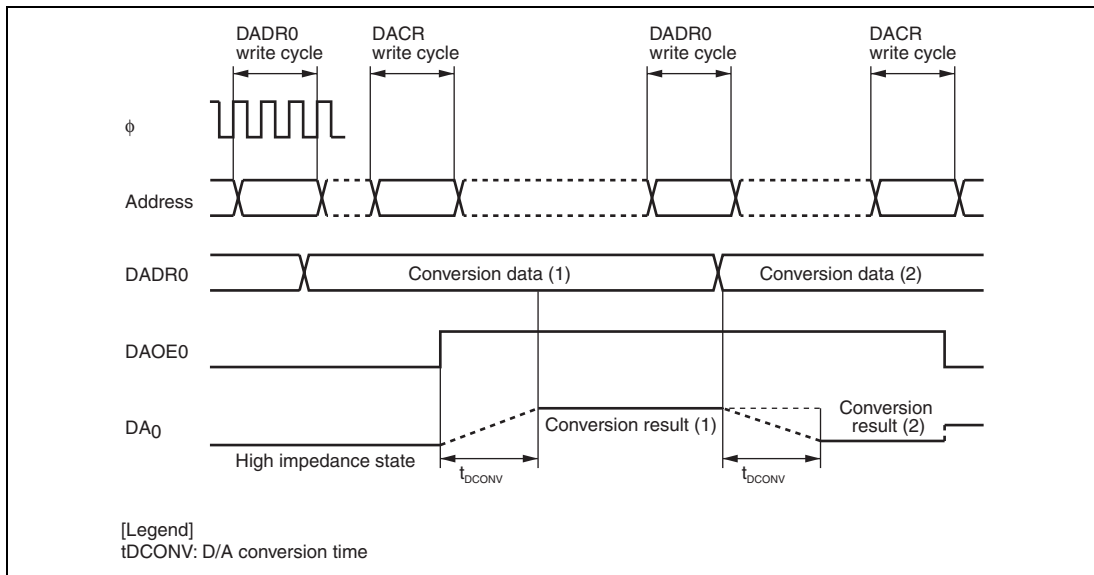 DADR0
write cycle
DACR
write cycle
DADR0
write cycle
DACR
write cycle
ϕ
Address
DADR0
Conversion data (1)
Conversion data (2)
DAOE0
DA0
Conversion result (1)
Conversion
result (2)
High impedance state
tDCONV
tDCONV
[Legend]
tDCONV: D/A conversion time